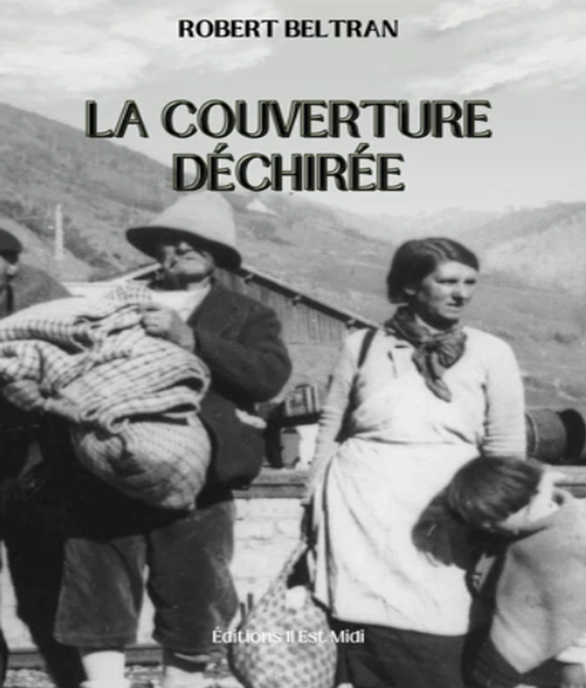 ROBERT BELTRAN
LA COUVERTURE
DÉCHIRÉE
Éditions Il Est Midi